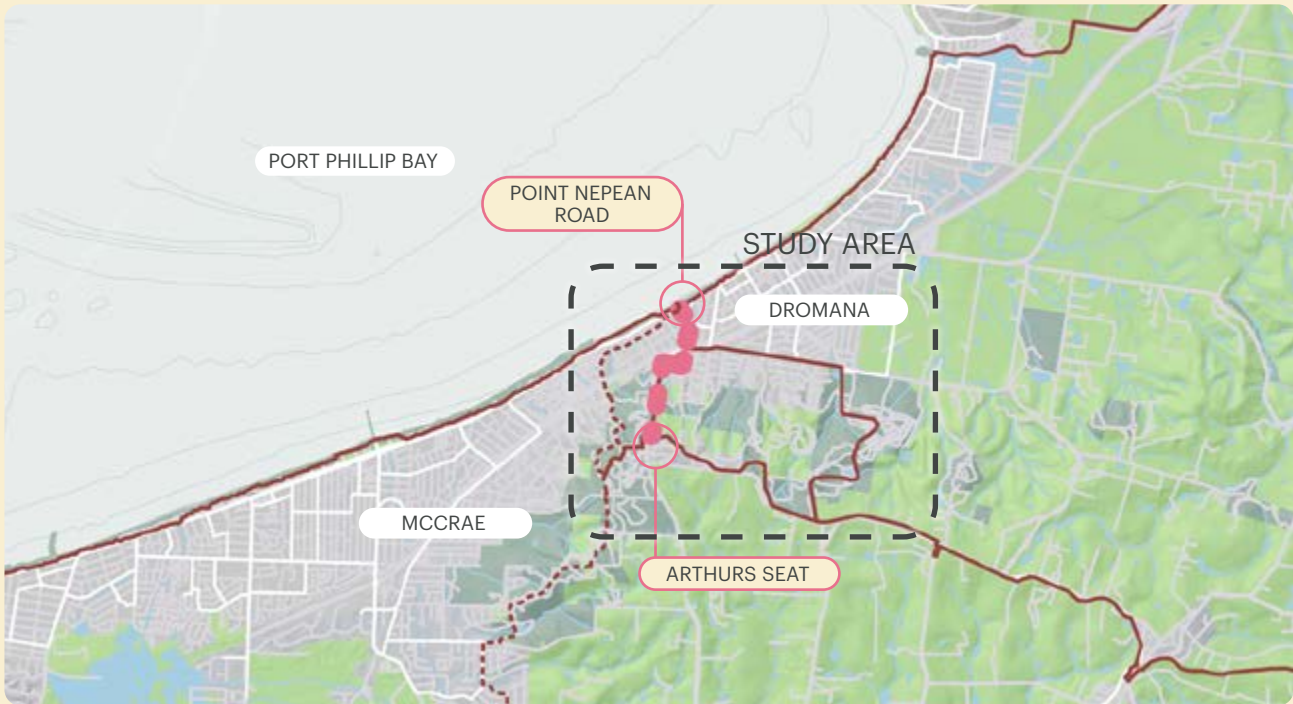 PORT PHILLIP BAY
POINT NEPEAN
ROAD
STUDY AREA
DROMANA
MCCRAE
ARTHURS SEAT